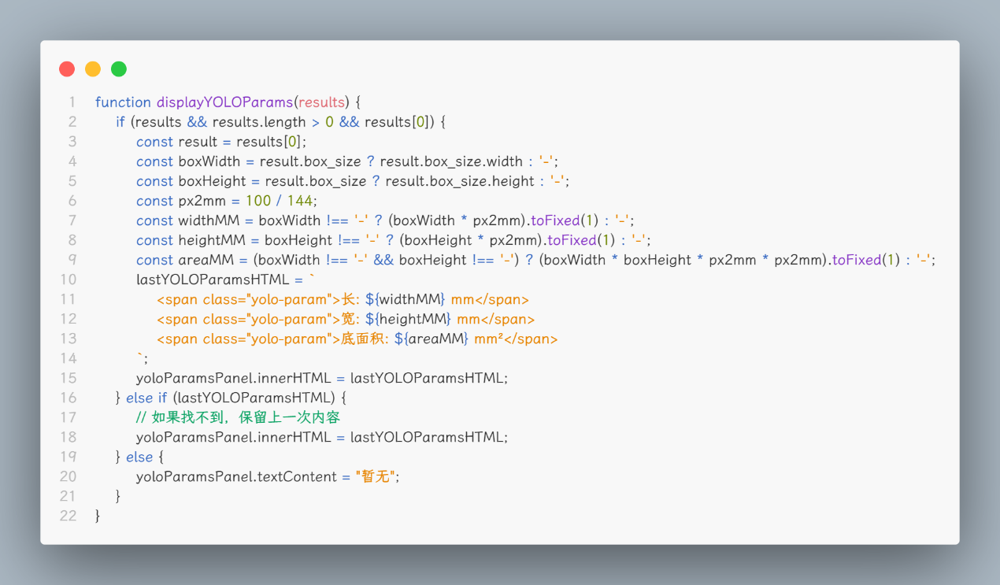 1 function displayYOLOParams(results) {
2 if (results && results.length > 0 && results[0]) {
3 const result = results[0];
4 const boxWidth = result.box_size ? result.box_size.width : '-';
5 const boxHeight = result.box_size ? result.box_size.height : '-';
6 const px2mm = 100 / 144;
7 const widthMM = boxWidth !== '-' ? (boxWidth * px2mm).toFixed(1) : '-';
8 const heightMM = boxHeight !== '-' ? (boxHeight * px2mm).toFixed(1) : '-';
9 const areaMM = (boxWidth !== '-' && boxHeight !== '-') ? (boxWidth * boxHeight * px2mm * px2mm).toFixed(1) : '-';
10 lastYOLOParamsHTML = `
11 <span class="yolo-param">长: ${widthMM} mm</span>
12 <span class="yolo-param">宽: ${heightMM} mm</span>
13 <span class="yolo-param">底面积: ${areaMM} mm²</span>
14 `;
15 yoloParamsPanel.innerHTML = lastYOLOParamsHTML;
16 } else if (lastYOLOParamsHTML) {
17 // 如果找不到，保留上一次内容
18 yoloParamsPanel.innerHTML = lastYOLOParamsHTML;
19 } else {
20 yoloParamsPanel.textContent = "暂无";
21 }
22 }